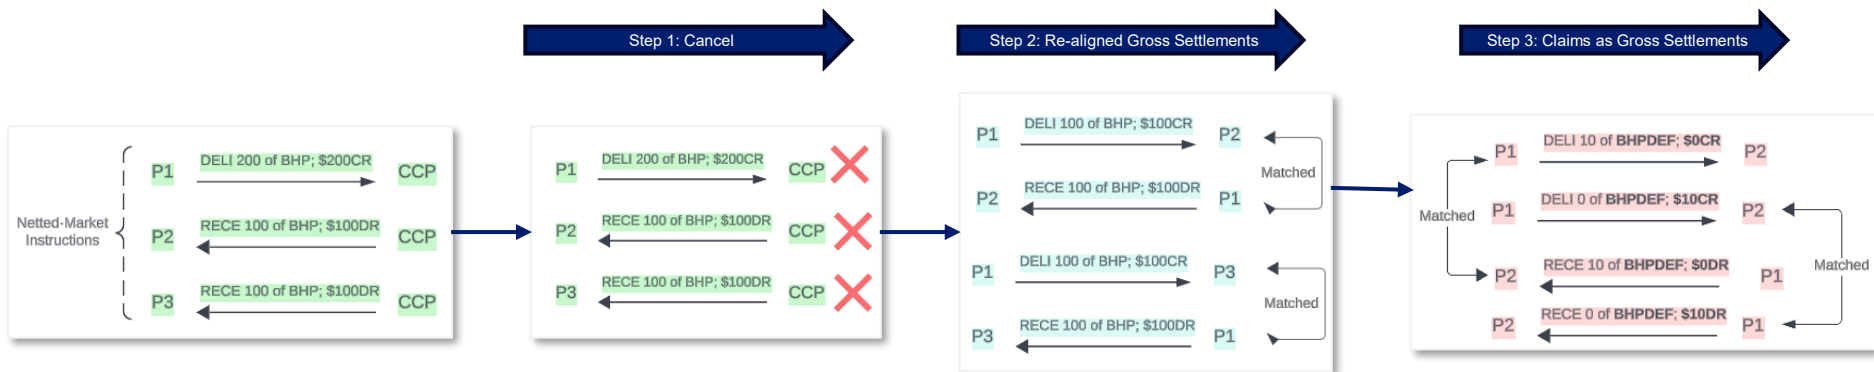 Step 1: Cancel
Step 2: Re-aligned Gross Settlements
Step 3: Claims as Gross Settlements
Netted-Market
Instructions
P1 DELI 200 of BHP; $200CR CCP
P2 RECE 100 of BHP; $100DR CCP
P3 RECE 100 of BHP; $100DR CCP
P1 DELI 200 of BHP; $200CR CCP
P2 RECE 100 of BHP; $100DR CCP
P3 RECE 100 of BHP; $100DR CCP
P1 DELI 100 of BHP; $100CR P2
Matched
P2 RECE 100 of BHP; $100DR P1
P1 DELI 100 of BHP; $100CR P3
Matched
P3 RECE 100 of BHP; $100DR P1
P1 DELI 10 of BHPDEF; $0CR P2
P1 DELI 0 of BHPDEF; $10CR P2
Matched
P2 RECE 10 of BHPDEF; $0DR P1
Matched
P2 RECE 0 of BHPDEF; $10DR P1